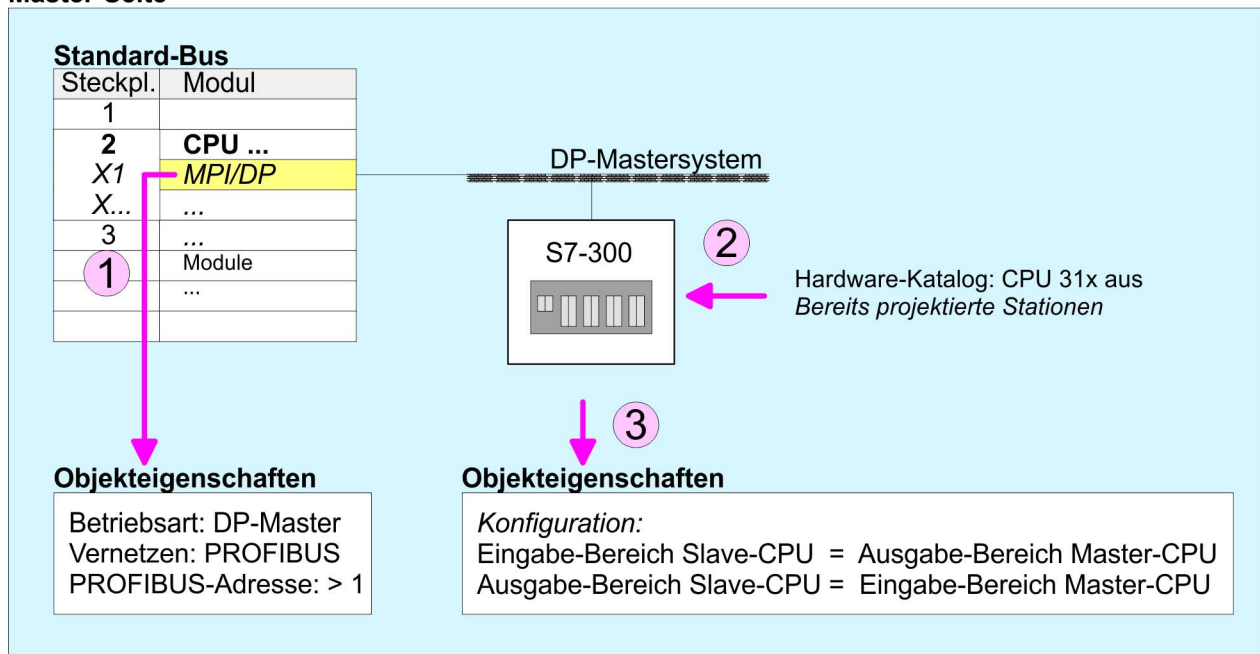 Master-Seite
Standard-Bus
Steckpl. Modul
1
2 CPU ...
X1 MPI/DP
X... ...
3 ...
Module
...
1
DP-Mastersystem
S7-300
2
Hardware-Katalog: CPU 31x aus
Bereits projektierte Stationen
3
Objekteigenschaften
Betriebsart: DP-Master
Vernetzen: PROFIBUS
PROFIBUS-Adresse: > 1
Objekteigenschaften
Konfiguration:
Eingabe-Bereich Slave-CPU = Ausgabe-Bereich Master-CPU
Ausgabe-Bereich Slave-CPU = Eingabe-Bereich Master-CPU